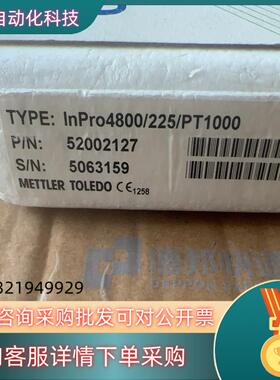 自动化科技
TYPE: InPro4800/225/PT1000
P/N: 52002127
S/N: 5063159
METTLER TOLEDO CE 1258
821949929
咨询采购批发可对公开票
客服详情下单采购